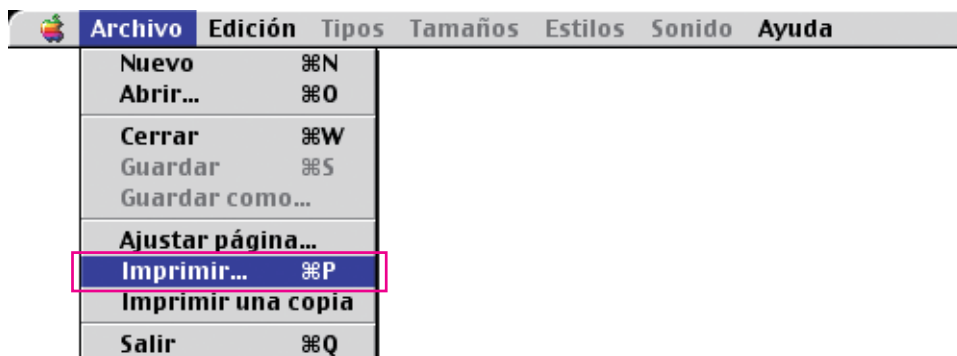 Archivo Edición Tipos Tamaños Estilos Sonido Ayuda
Nuevo ⌘N
Abrir... ⌘O
Cerrar ⌘W
Guardar ⌘S
Guardar como...
Ajustar página...
Imprimir... ⌘P
Imprimir una copia
Salir ⌘Q